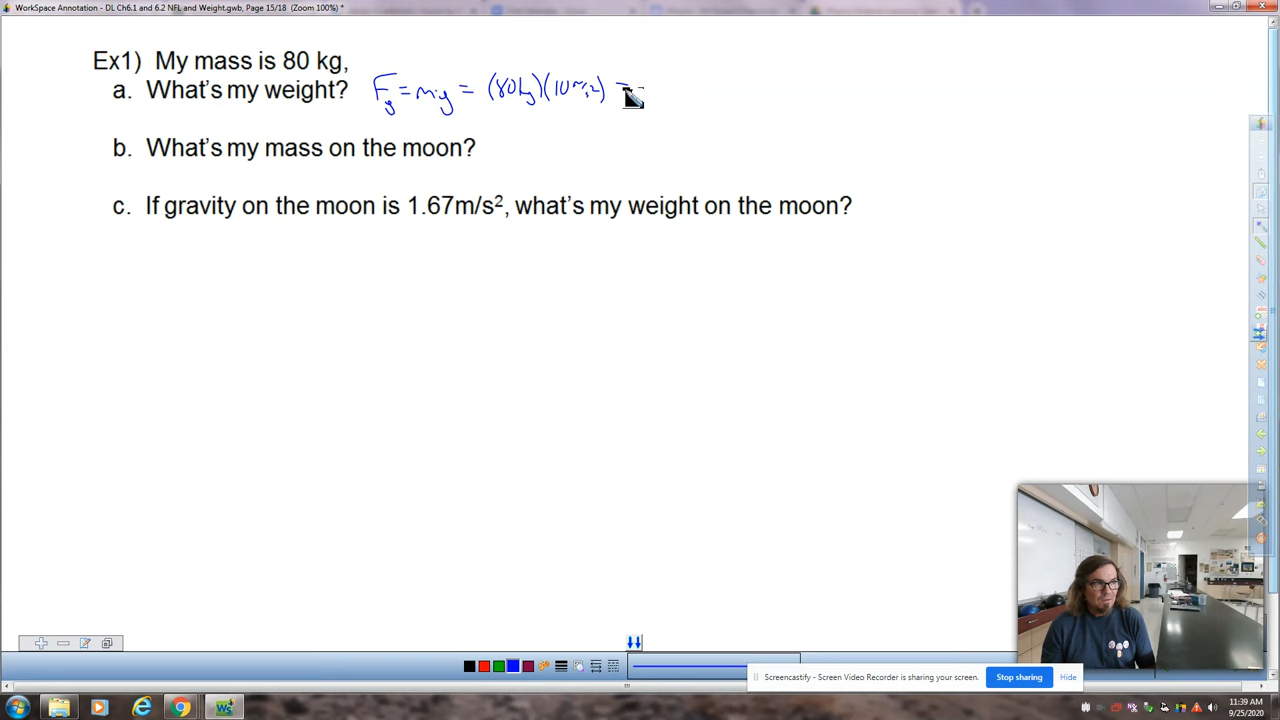 WorkSpace Annotation - DL Ch6.1 and 6.2 NFL and Weight.gwb, Page 15/18 (Zoom 100%) *
Ex1) My mass is 80 kg,
a. What's my weight? Fg = mg = (80kg)(10 m/s2) =
b. What's my mass on the moon?
c. If gravity on the moon is 1.67m/s², what's my weight on the moon?
Screencastify - Screen Video Recorder is sharing your screen. Stop sharing Hide
11:39 AM
9/25/2020